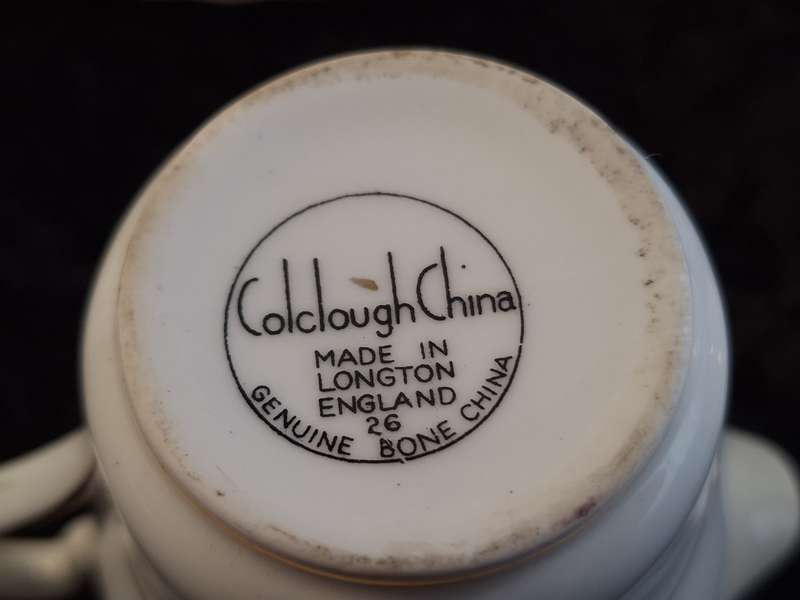 Colclough China
MADE IN
LONGTON
ENGLAND
26
GENUINE BONE CHINA